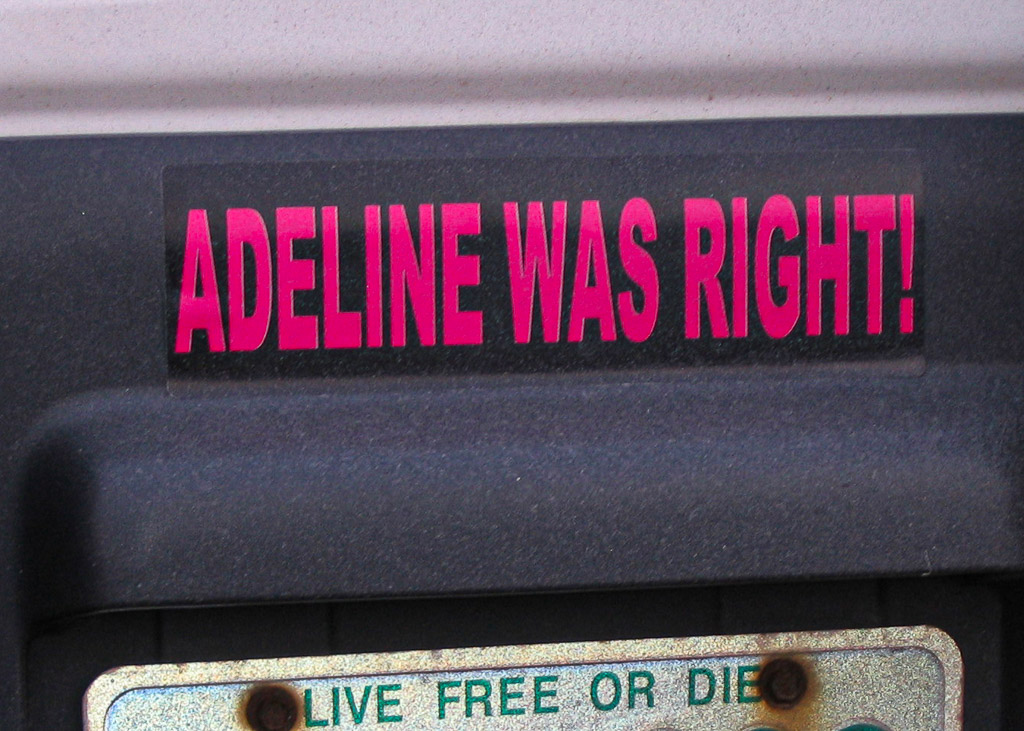 ADELINE WAS RIGHT!
LIVE FREE OR DIE